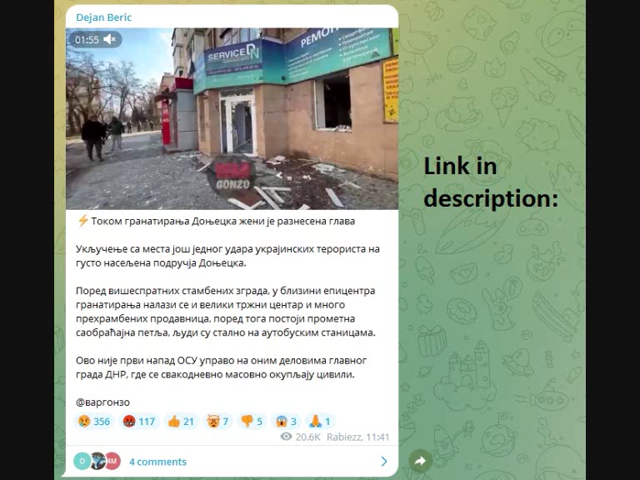 Dejan Beric
01:55
SERVICE DN
РЕМОН
GONZO
Link in
description:
⚡Током гранатирања Доњецка жени је разнесена глава
Укључење са места још једног удара украјинских терориста на
густо насељена подручја Доњецка.
Поред вишеспратних стамбених зграда, у близини епицентра
гранатирања налази се и велики тржни центар и много
прехрамбених продавница, поред тога постоји прометна
саобраћајна петља, људи су стално на аутобуским станицама.
Ово није први напад ОСУ управо на оним деловима главног
града ДНР, где се свакодневно масовно окупљају цивили.
@варгонзо
😢 356 🤬 117 👍 21 🤯 7 👎 5 😱 3 🙏 1
20.6K Rabiezz, 11:41
D М
4 comments